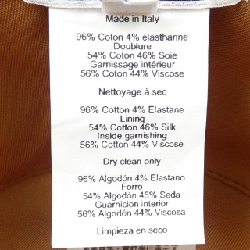 Made in Italy
96% Coton 4% elasthanne
Doublure
54% Coton 46% Soie
Garnissage intérieur
56% Coton 44% Viscose
Nettoyage à sec
96% Cotton 4% Elastane
Lining
54% Cotton 46% Silk
Inside garnishing
56% Cotton 44% Viscose
Dry clean only
96% Algodón 4% Elastano
Forro
54% Algodón 46% Seda
Guarnicion interior
56% Algodón 44% Viscosa
Limpieza en seco